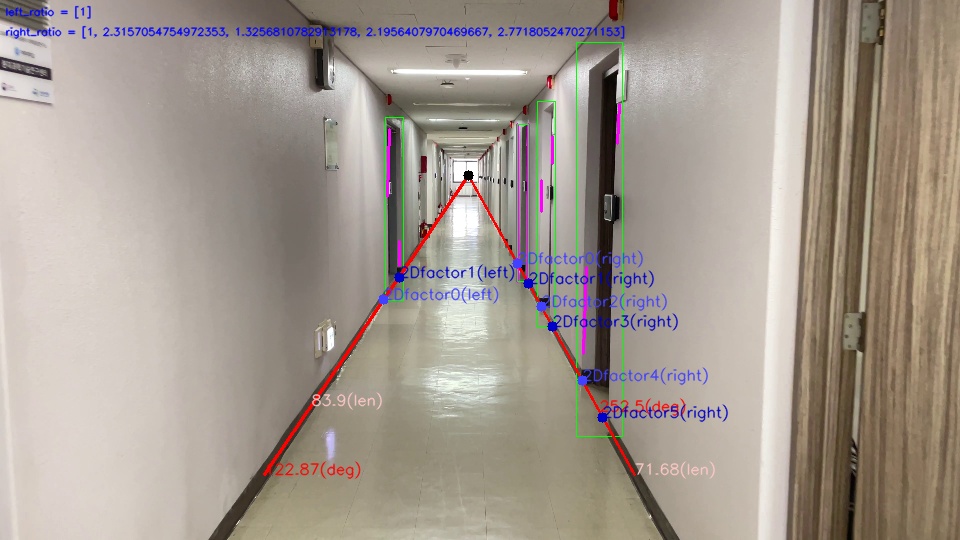 left_ratio = [1]
right_ratio = [1, 2.3157054754972353, 1.3256810782913178, 2.1956407970469667, 2.7718052470271153]
2Dfactor0(right)
2Dfactor1(left)
2Dfactor1(right)
2Dfactor0(left)
2Dfactor2(right)
2Dfactor3(right)
2Dfactor4(right)
83.9(len)
252.5(deg)
2Dfactor5(right)
122.87(deg)
71.68(len)